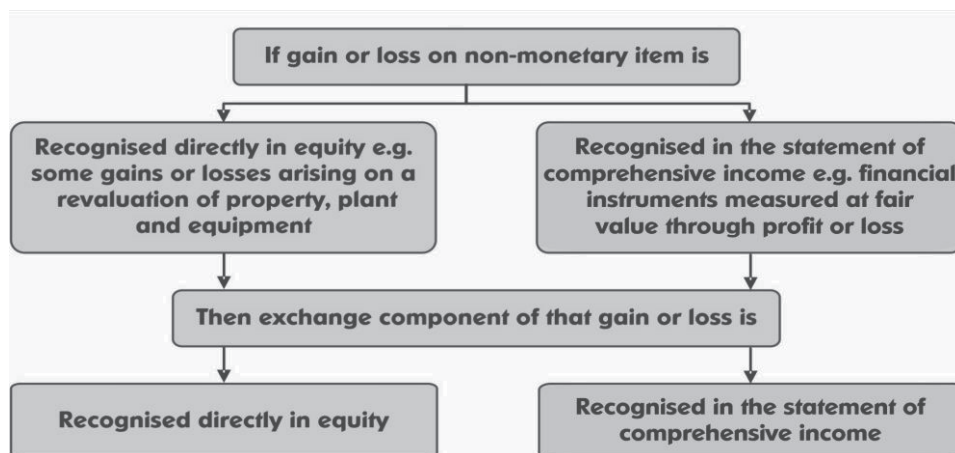 If gain or loss on non-monetary item is
Recognised directly in equity e.g.
some gains or losses arising on a
revaluation of property, plant
and equipment
Recognised in the statement of
comprehensive income e.g. financial
instruments measured at fair
value through profit or loss
Then exchange component of that gain or loss is
Recognised directly in equity
Recognised in the statement of
comprehensive income